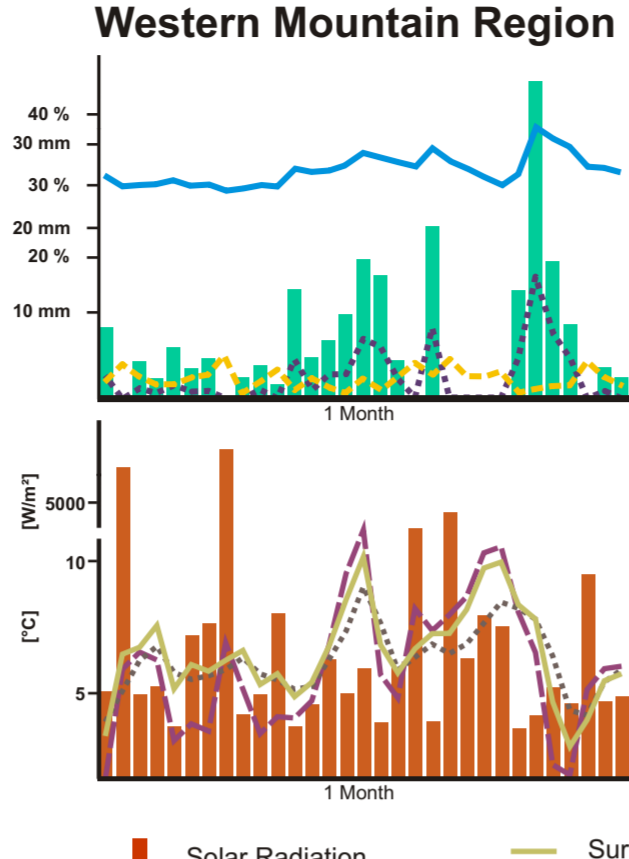 Western Mountain Region
40 %
30 mm
30 %
20 mm
20 %
10 mm
1 Month
[W/m²]
5000
10
[°C]
5
1 Month
Solar Radiation